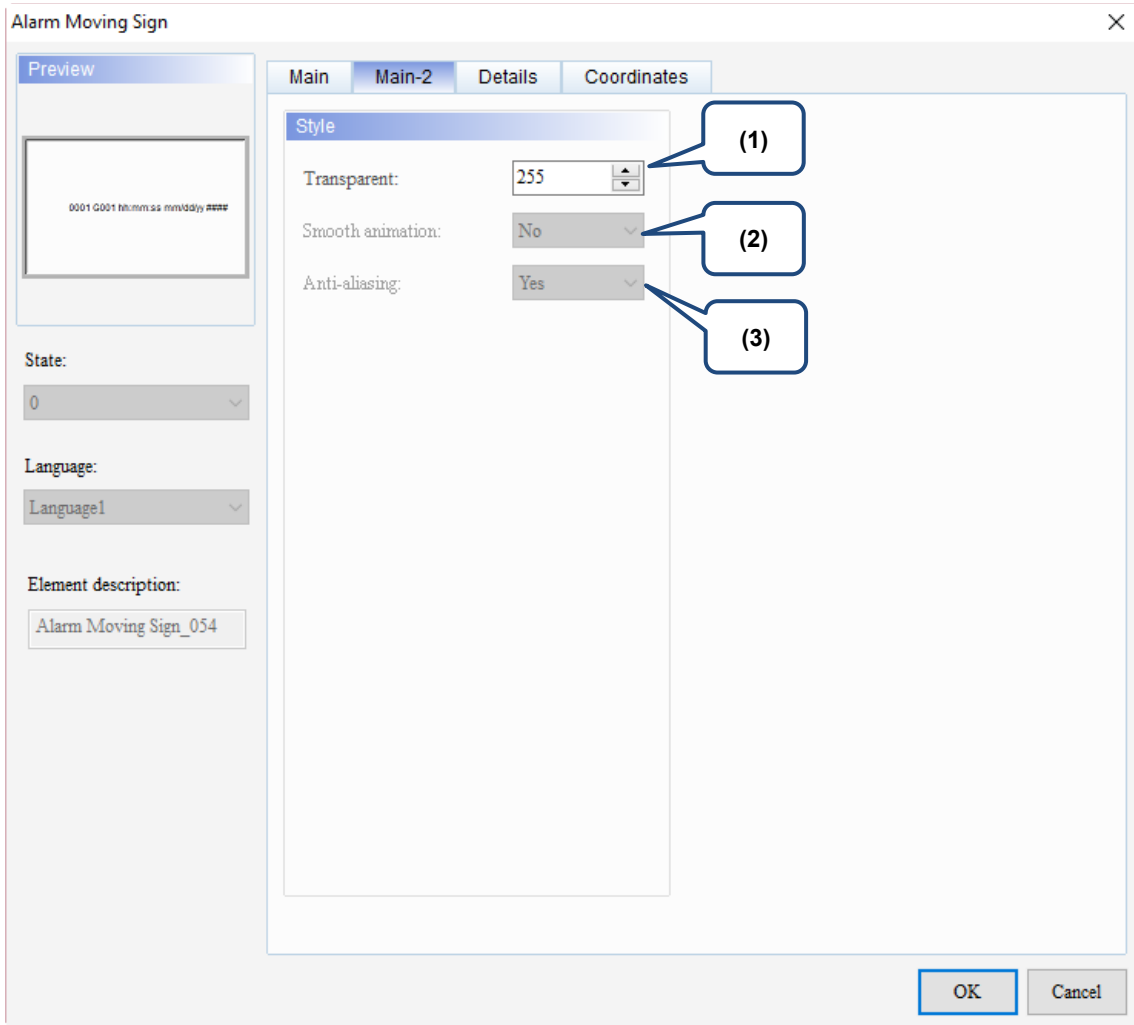 Alarm Moving Sign
Preview
0001 G001 hh:mm:ss mm/dd/yy ####
State:
0
Language:
Language1
Element description:
Alarm Moving Sign_054
Main Main-2 Details Coordinates
Style
Transparent: 255
(1)
Smooth animation: No
(2)
Anti-aliasing: Yes
(3)
OK Cancel